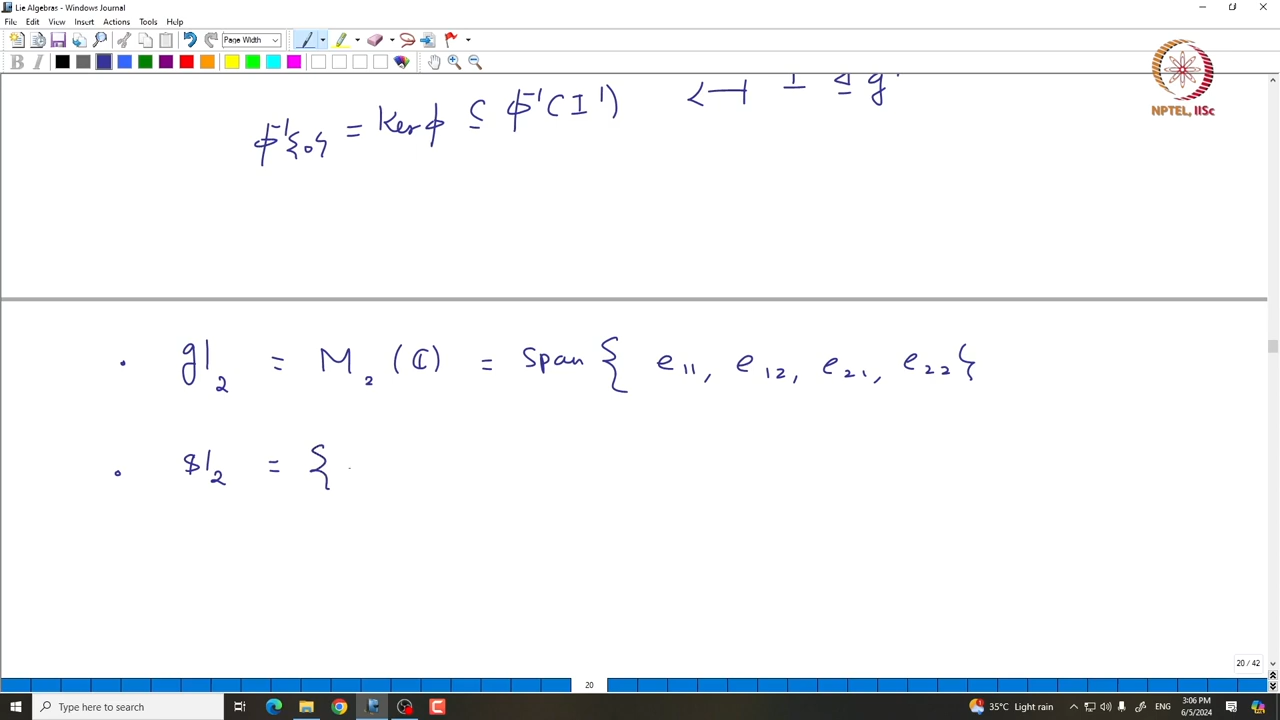 Lie Algebras - Windows Journal
File Edit View Insert Actions Tools Help
Page Width
B I
NPTEL, IISc
ϕ⁻¹{0} = Ker ϕ ⊆ ϕ⁻¹(I')
· gl₂ = M₂(ℂ) = Span { e₁₁, e₁₂, e₂₁, e₂₂ }
· sl₂ = {
20 / 42
20
Type here to search
35°C Light rain
ENG
3:06 PM
6/5/2024